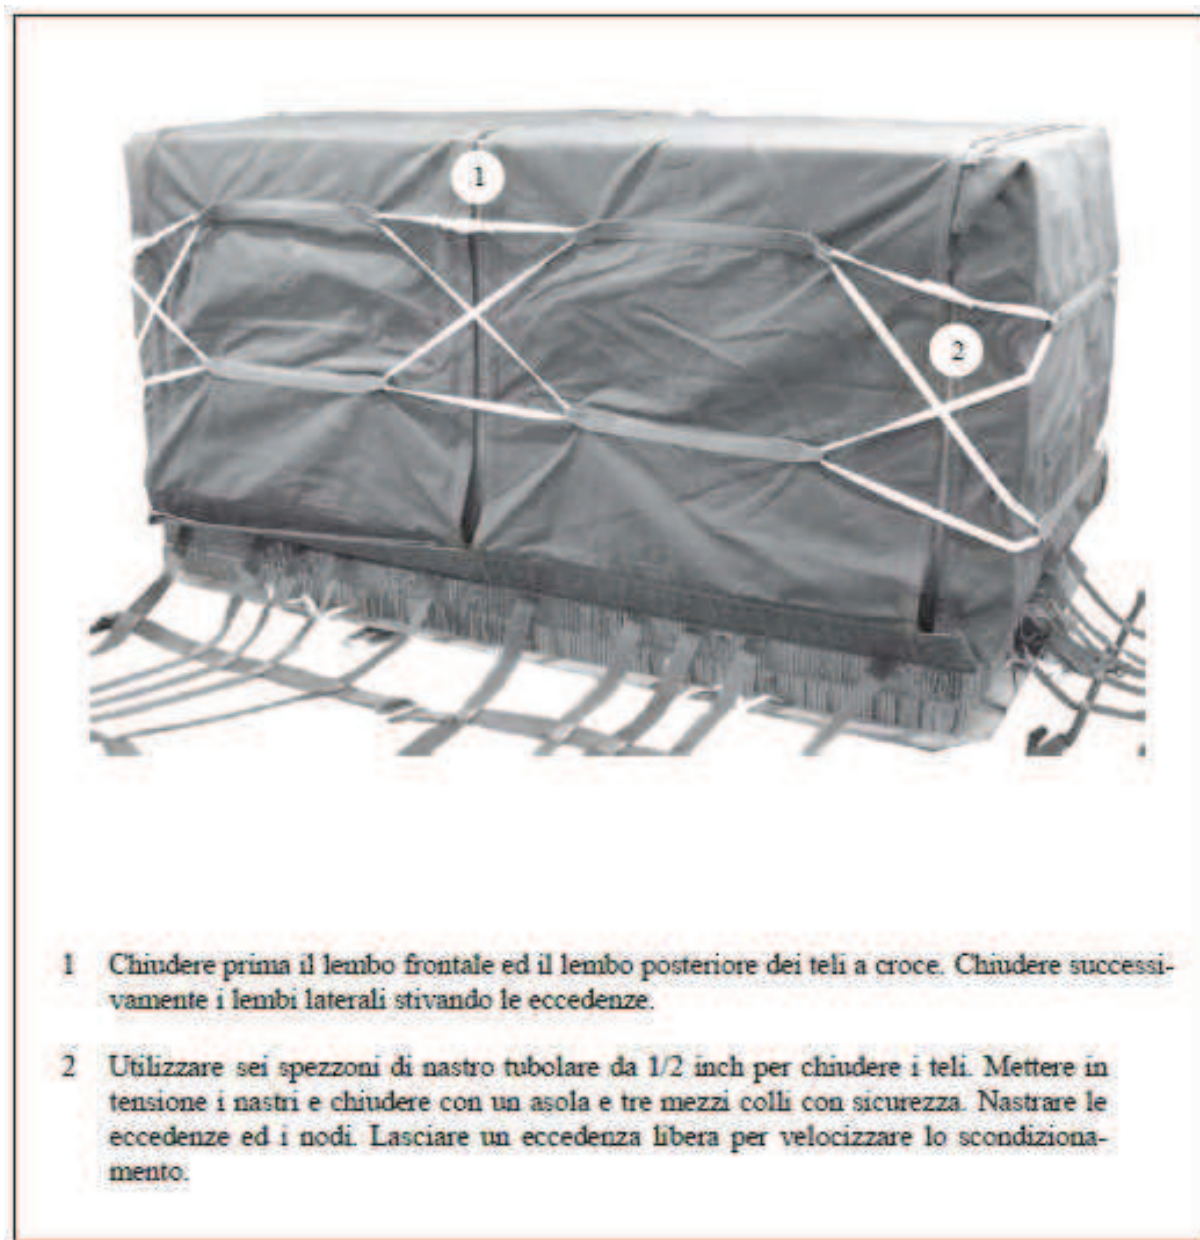 1
2
1 Chiudere prima il lembo frontale ed il lembo posteriore dei teli a croce. Chiudere successi-
vamente i lembi laterali stivando le eccedenze.
2 Utilizzare sei spezzoni di nastro tubolare da 1/2 inch per chiudere i teli. Mettere in
tensione i nastri e chiudere con un asola e tre mezzi colli con sicurezza. Nastrare le
eccedenze ed i nodi. Lasciare un eccedenza libera per velocizzare lo scondiziona-
mento.